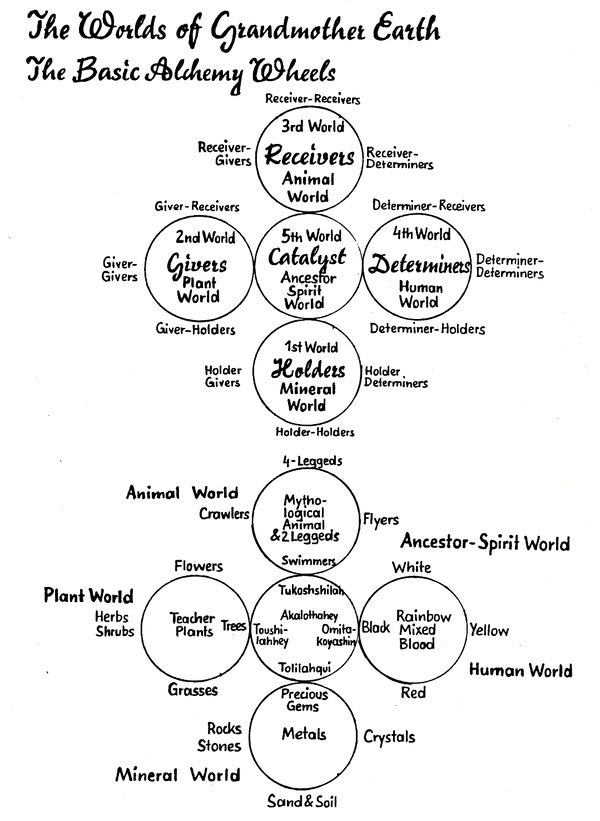 The Worlds of Grandmother Earth
The Basic Alchemy Wheels
Receiver-Receivers
3rd World
Receivers
Animal
World
Receiver-
Givers
Receiver-
Determiners
Giver-Receivers
2nd World
Givers
Plant
World
Giver-
Givers
Giver-Holders
5th World
Catalyst
Ancestor
Spirit
World
Determiner-Receivers
4th World
Determiners
Human
World
Determiner-
Determiners
Determiner-Holders
1st World
Holders
Mineral
World
Holder
Givers
Holder
Determiners
Holder-Holders
4-Leggeds
Animal World
Crawlers
Mytho-
logical
Animal
&2Leggeds
Flyers
Swimmers
Ancestor-Spirit World
Flowers
Plant World
Herbs
Shrubs
Teacher
Plants
Trees
Grasses
Tukashshilah
Akalothahey
Toushi-
lahhey
Omita-
koyashin
Tolilahqui
White
Black
Rainbow
Mixed
Blood
Yellow
Human World
Red
Precious
Gems
Rocks
Stones
Metals
Crystals
Mineral World
Sand & Soil